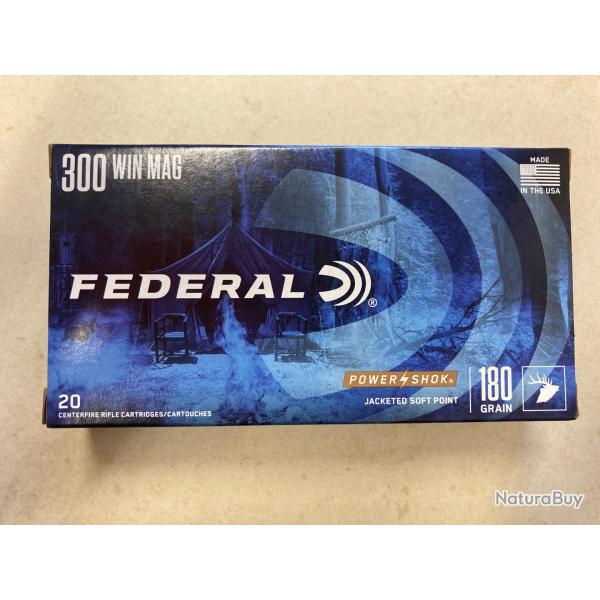 300 WIN MAG
MADE
IN THE USA
FEDERAL®
POWER SHOK®
JACKETED SOFT POINT
180
GRAIN
20
CENTERFIRE RIFLE CARTRIDGES/CARTOUCHES
NaturaBuy